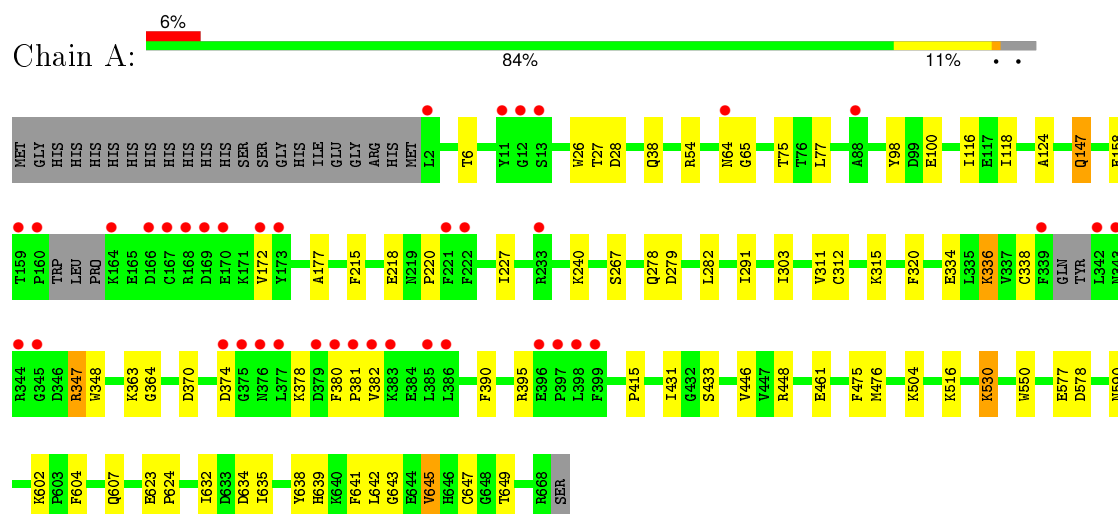 6%
Chain A:
84% 11%
MET GLY HIS HIS HIS HIS HIS HIS HIS HIS HIS HIS SER SER GLY HIS ILE GLU GLY ARG HIS MET L2 T6 Y11 G12 S13 W26 T27 D28 Q38 R54 N64 G65 T75 T76 L77 A88 Y98 D99 E100 I116 E117 I118 A124 Q147
T159 P160 TRP LEU PRO K164 E165 D166 C167 R168 D169 E170 K171 V172 Y173 A177 F215 E218 N219 P220 F221 F222 I227 R233 K240 S267 Q278 D279 L282 I291 I303 V311 C312 K315 F320 E334 L335 K336 V337 C338 F339 GLN TYR L342
R344 G345 D346 R347 W348 K363 G364 D370 D374 G375 N376 L377 K378 D379 F380 P381 V382 K383 E384 L385 L386 F390 R395 E396 P397 L398 F399 P415 I431 G432 S433 V446 V447 R448 E461 F475 M476 K504 K516 K530 W550 E577 D578
K602 P603 F604 Q607 E623 P624 I632 D633 D634 I635 Y638 H639 K640 F641 L642 G643 E644 V645 H646 C647 G648 T649 R668 SER